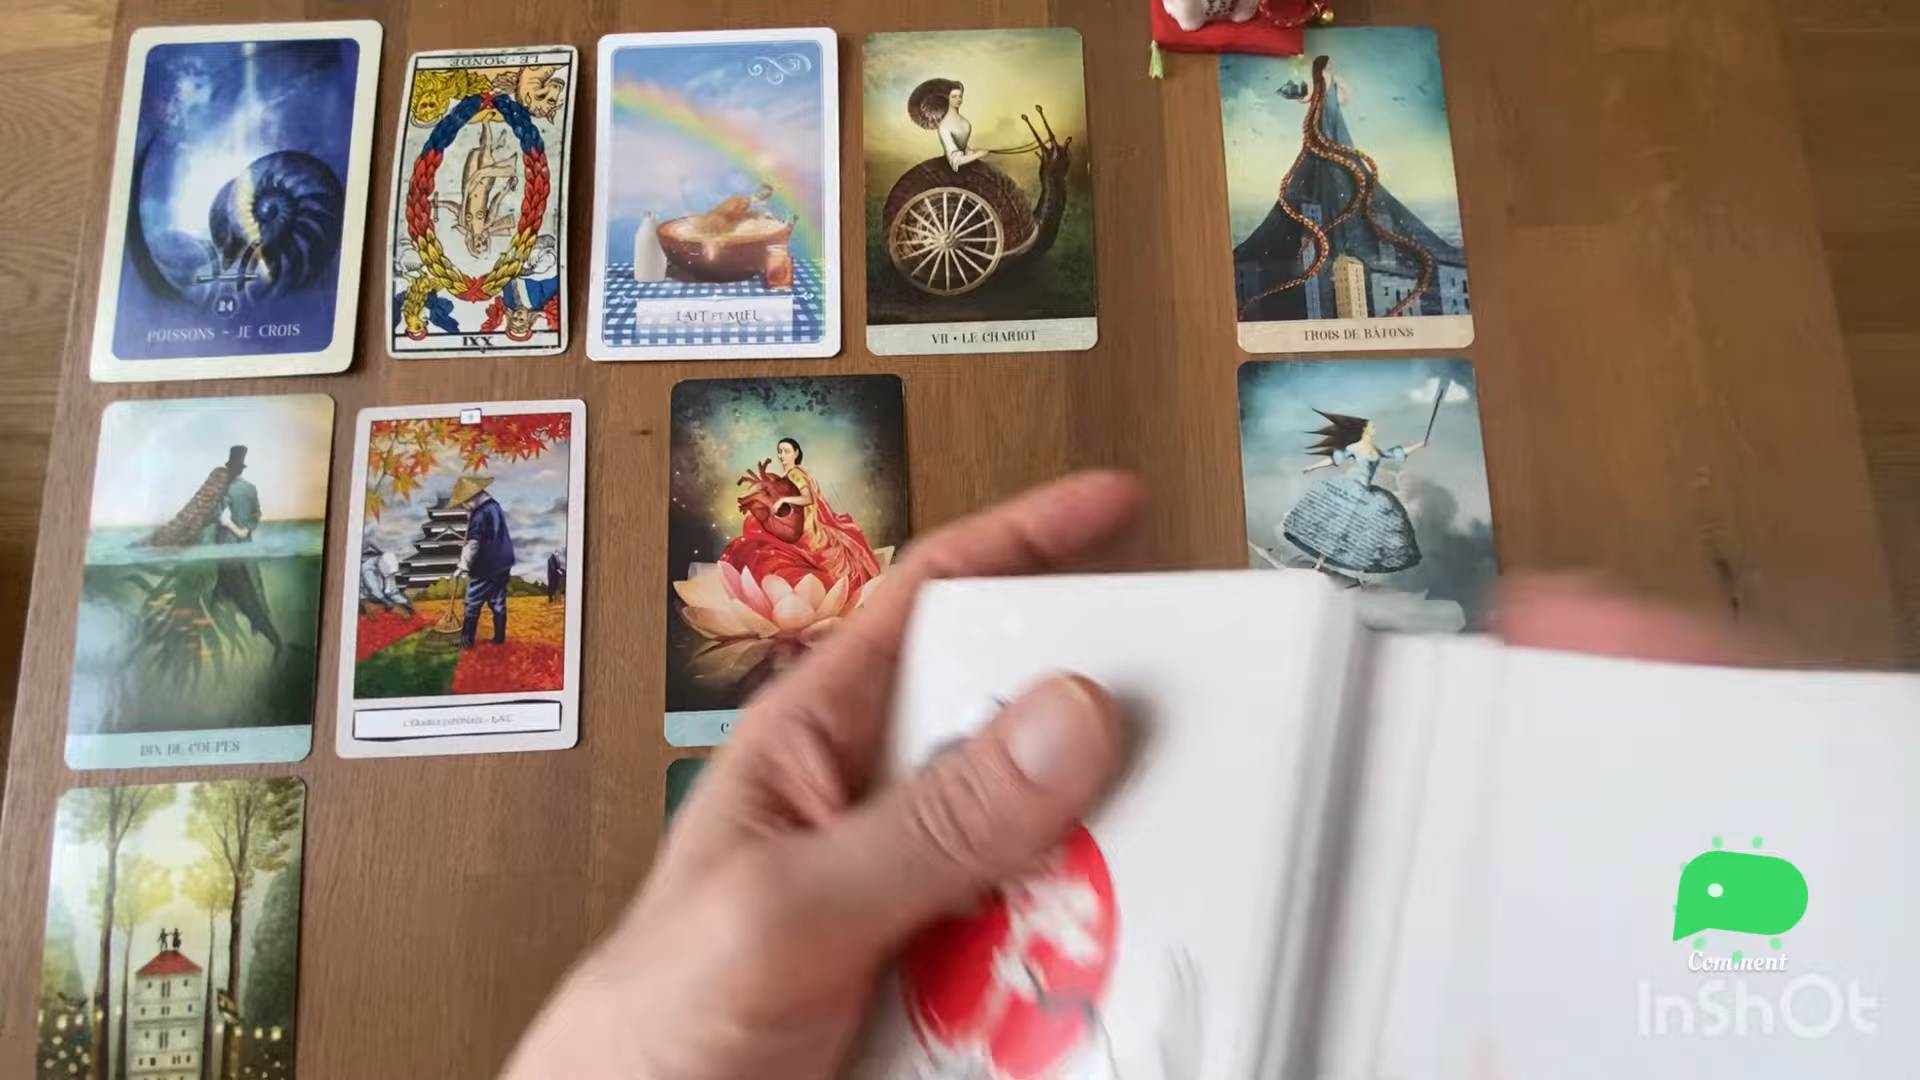 LE · MONDE
51
24
POISSONS ~ JE CROIS
XXI
LAIT ET MIEL
VII • LE CHARIOT
TROIS DE BÂTONS
DIX DE COUPES
C
Comment
InShOt